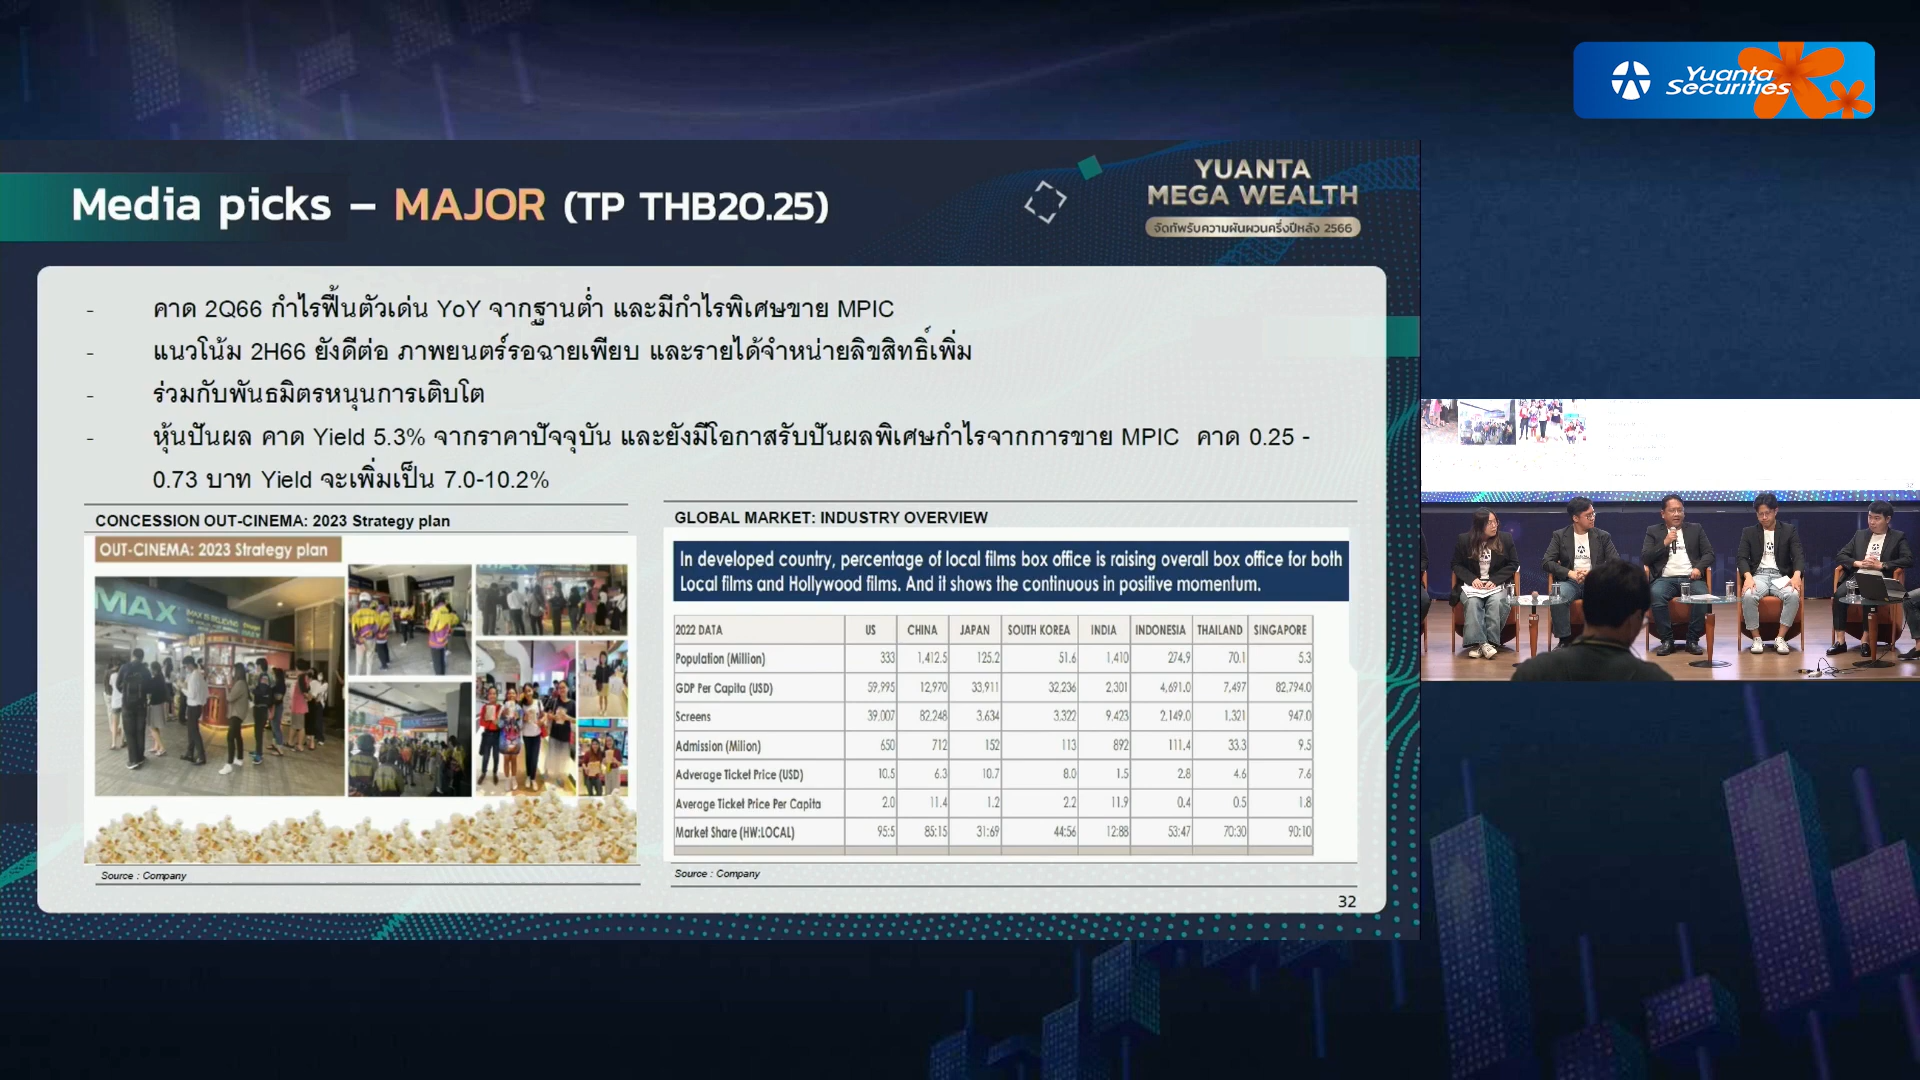 Yuanta
Securities
Media picks – MAJOR (TP THB20.25)
YUANTA
MEGA WEALTH
จัดทัพรับความผันผวนครึ่งปีหลัง 2566
- คาด 2Q66 กำไรฟื้นตัวเด่น YoY จากฐานต่ำ และมีกำไรพิเศษขาย MPIC
- แนวโน้ม 2H66 ยังดีต่อ ภาพยนตร์รอฉายเพียบ และรายได้จำหน่ายลิขสิทธิ์เพิ่ม
- ร่วมกับพันธมิตรหนุนการเติบโต
- หุ้นปันผล คาด Yield 5.3% จากราคาปัจจุบัน และยังมีโอกาสรับปันผลพิเศษกำไรจากการขาย MPIC คาด 0.25 -
0.73 บาท Yield จะเพิ่มเป็น 7.0-10.2%
CONCESSION OUT-CINEMA: 2023 Strategy plan
OUT-CINEMA: 2023 Strategy plan
Source : Company
GLOBAL MARKET: INDUSTRY OVERVIEW
In developed country, percentage of local films box office is raising overall box office for both
Local films and Hollywood films. And it shows the continuous in positive momentum.
2022 DATA US CHINA JAPAN SOUTH KOREA INDIA INDONESIA THAILAND SINGAPORE
Population (Million) 333 1,412.5 125.2 51.6 1,410 274.9 70.1 5.3
GDP Per Capita (USD) 59,995 12,970 33,911 32,236 2,301 4,691.0 7,497 82,794.0
Screens 39,007 82,248 3,634 3,322 9,423 2,149.0 1,321 947.0
Admission (Milion) 650 712 152 113 892 111.4 33.3 9.5
Adverage Ticket Price (USD) 10.5 6.3 10.7 8.0 1.5 2.8 4.6 7.6
Average Ticket Price Per Capita 2.0 11.4 1.2 2.2 11.9 0.4 0.5 1.8
Market Share (HW:LOCAL) 95:5 85:15 31:69 44:56 12:88 53:47 70:30 90:10
Source : Company
32